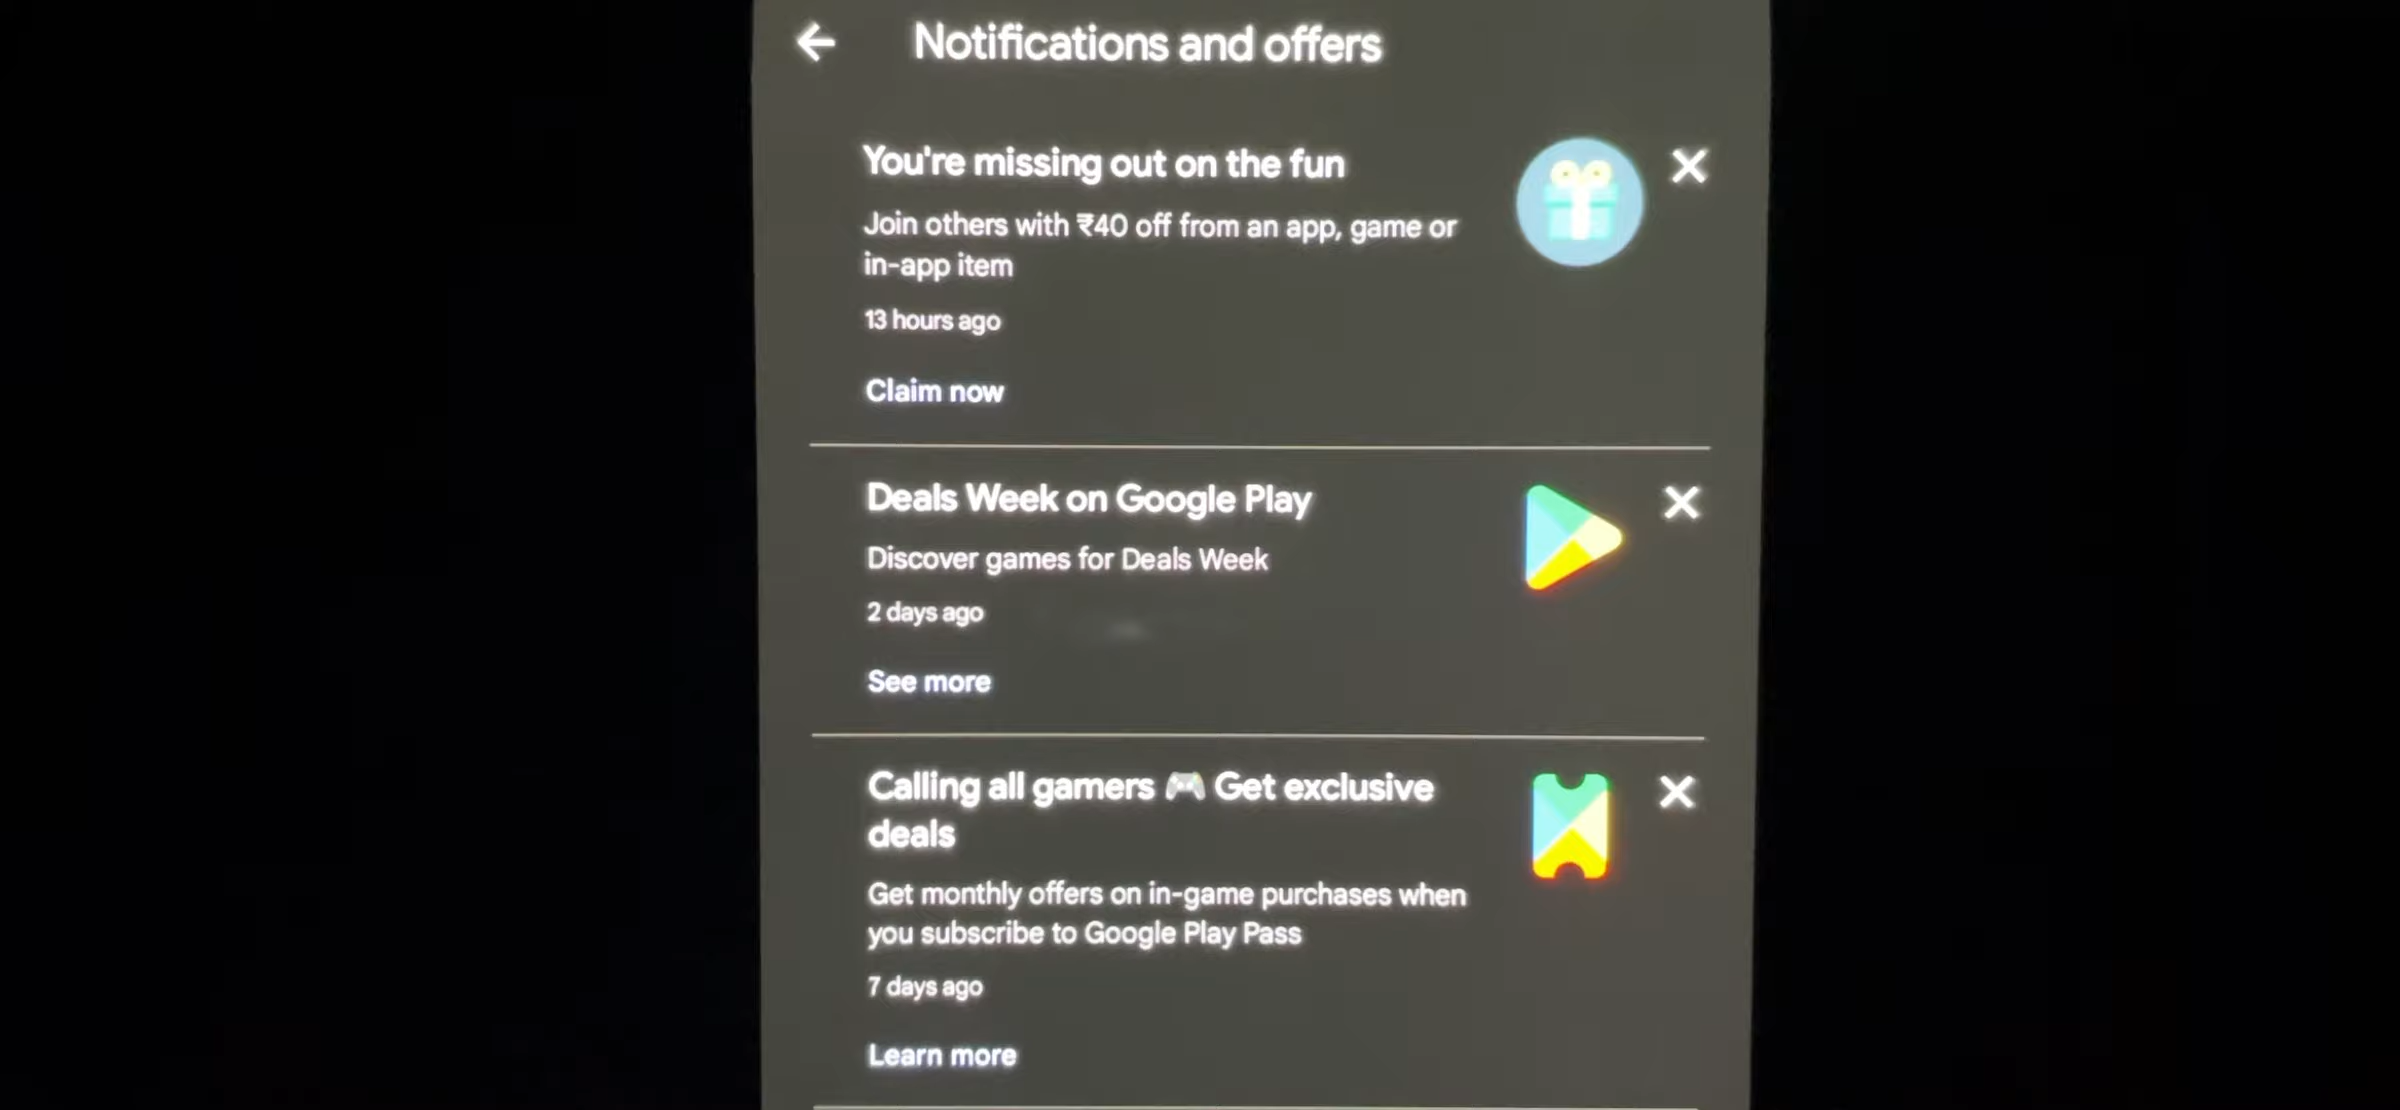 Notifications and offers
You're missing out on the fun
Join others with ₹40 off from an app, game or
in-app item
13 hours ago
Claim now
Deals Week on Google Play
Discover games for Deals Week
2 days ago
See more
Calling all gamers 🎮 Get exclusive
deals
Get monthly offers on in-game purchases when
you subscribe to Google Play Pass
7 days ago
Learn more